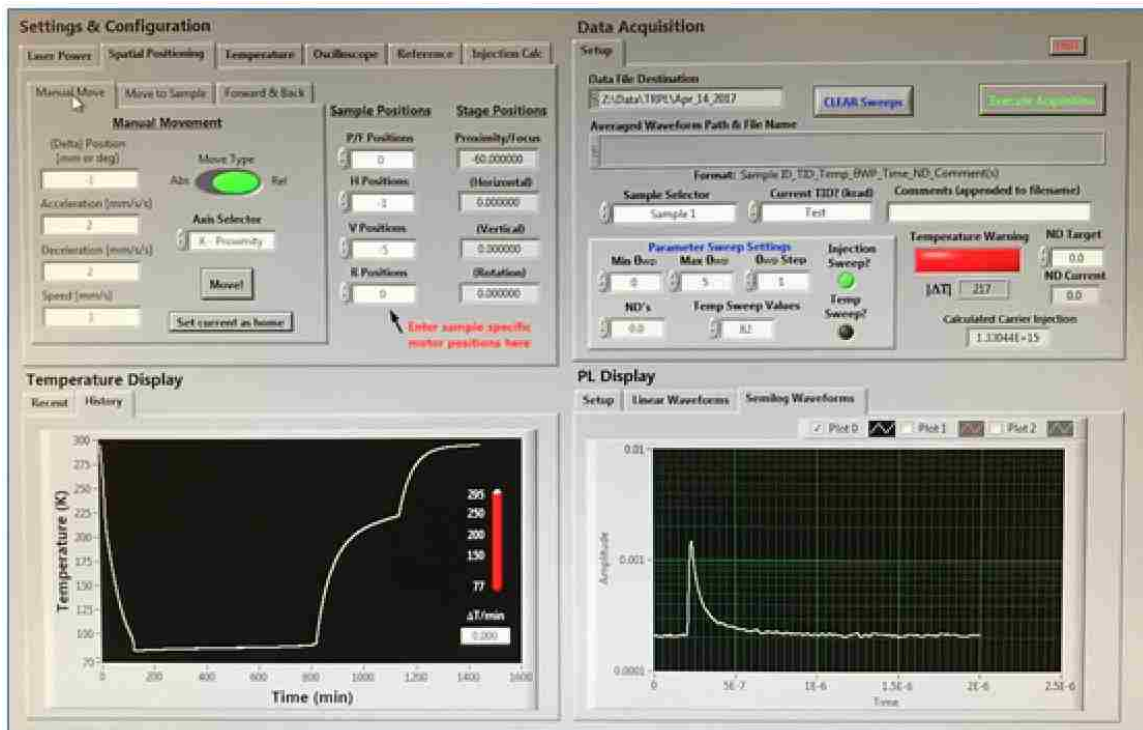 Settings & Configuration
Laser Power Spatial Positioning Temperature Oscilloscope Reference Injection Calc
Manual Move Move to Sample Forward & Back
Manual Movement
(Delta) Position
[mm or deg]
-1
Move Type
Abs Rel
Acceleration [mm/s/s]
2
Axis Selector
X - Proximity
Deceleration [mm/s/s]
2
Move!
Speed [mm/s]
Set current as home
Sample Positions Stage Positions
P/F Positions Proximity/Focus
0 -60.000000
H Positions (Horizontal)
-1 0.000000
V Positions (Vertical)
-5 0.000000
R Positions (Rotation)
0 0.000000
Enter sample specific
motor positions here
Data Acquisition
Setup
Data File Destination
Z:\Data\TRPL\Apr_14_2017
CLEAR Sweeps
Execute Acquisition
Averaged Waveform Path & File Name
Format: Sample ID_TID_Temp_BWP_Time_ND_Comment(s)
Sample Selector Current TID? (krad) Comments (appended to filename)
Sample 1 Test
Parameter Sweep Settings
Min θWD Max θWD θWD Step
0 5 1
ND's Temp Sweep Values
0.0 82
Injection
Sweep?
Temp
Sweep?
Temperature Warning
|ΔT| 217
ND Target
0.0
ND Current
0.0
Calculated Carrier Injection
1.33044E+15
Temperature Display
Recent History
300
275
250
225
200
175
150
125
100
70
Temperature (K)
0 200 400 600 800 1000 1200 1400 1600
Time (min)
295
250
200
150
77
ΔT/min
0.000
PL Display
Setup Linear Waveforms Semilog Waveforms
Plot 0 Plot 1 Plot 2
0.01
0.001
0.0001
Amplitude
0 5E-7 1E-6 1.5E-6 2E-6 2.5E-6
Time